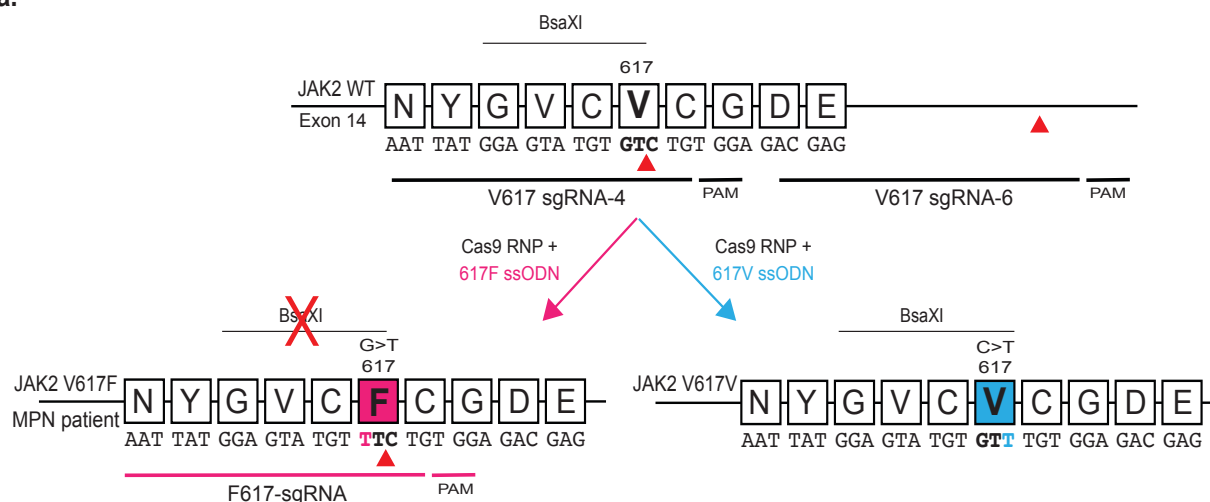 a.
BsaXI
617
JAK2 WT
Exon 14
N Y G V C V C G D E
AAT TAT GGA GTA TGT GTC TGT GGA GAC GAG
V617 sgRNA-4
PAM
V617 sgRNA-6
PAM
Cas9 RNP +
617F ssODN
Cas9 RNP +
617V ssODN
BsaXI
G>T
617
JAK2 V617F
MPN patient
N Y G V C F C G D E
AAT TAT GGA GTA TGT TTC TGT GGA GAC GAG
F617-sgRNA
PAM
BsaXI
C>T
617
JAK2 V617V
N Y G V C V C G D E
AAT TAT GGA GTA TGT GTT TGT GGA GAC GAG